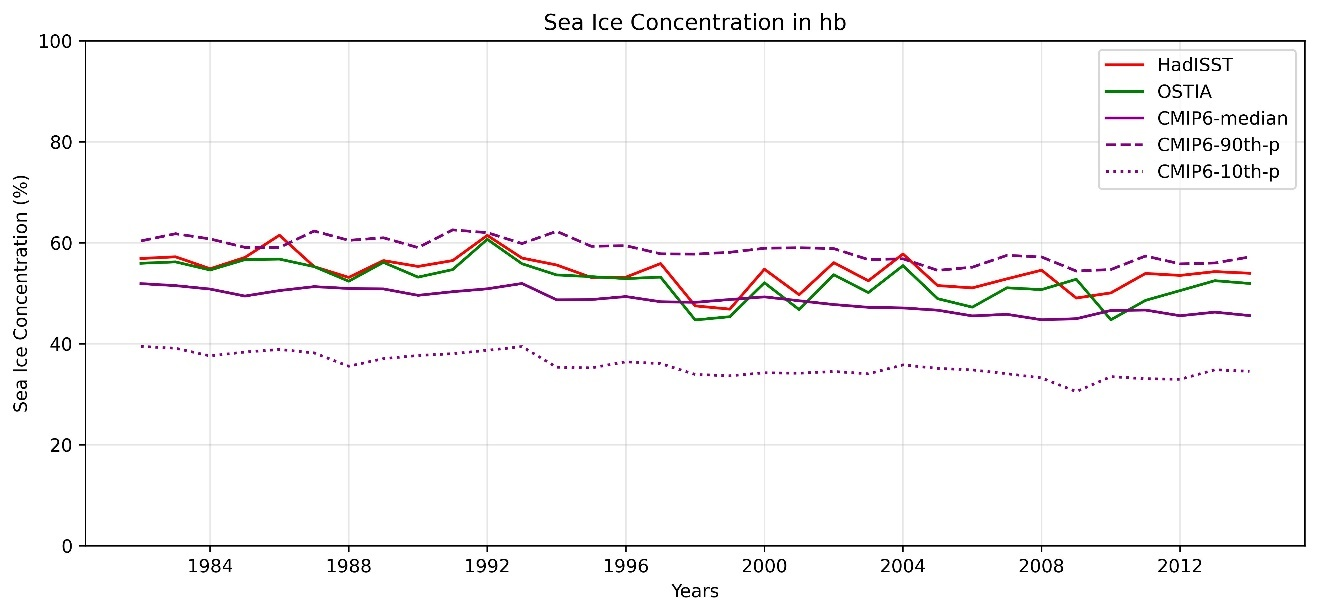 Sea Ice Concentration in hb
HadISST
OSTIA
CMIP6-median
CMIP6-90th-p
CMIP6-10th-p
Sea Ice Concentration (%)
100
80
60
40
20
0
1984 1988 1992 1996 2000 2004 2008 2012
Years